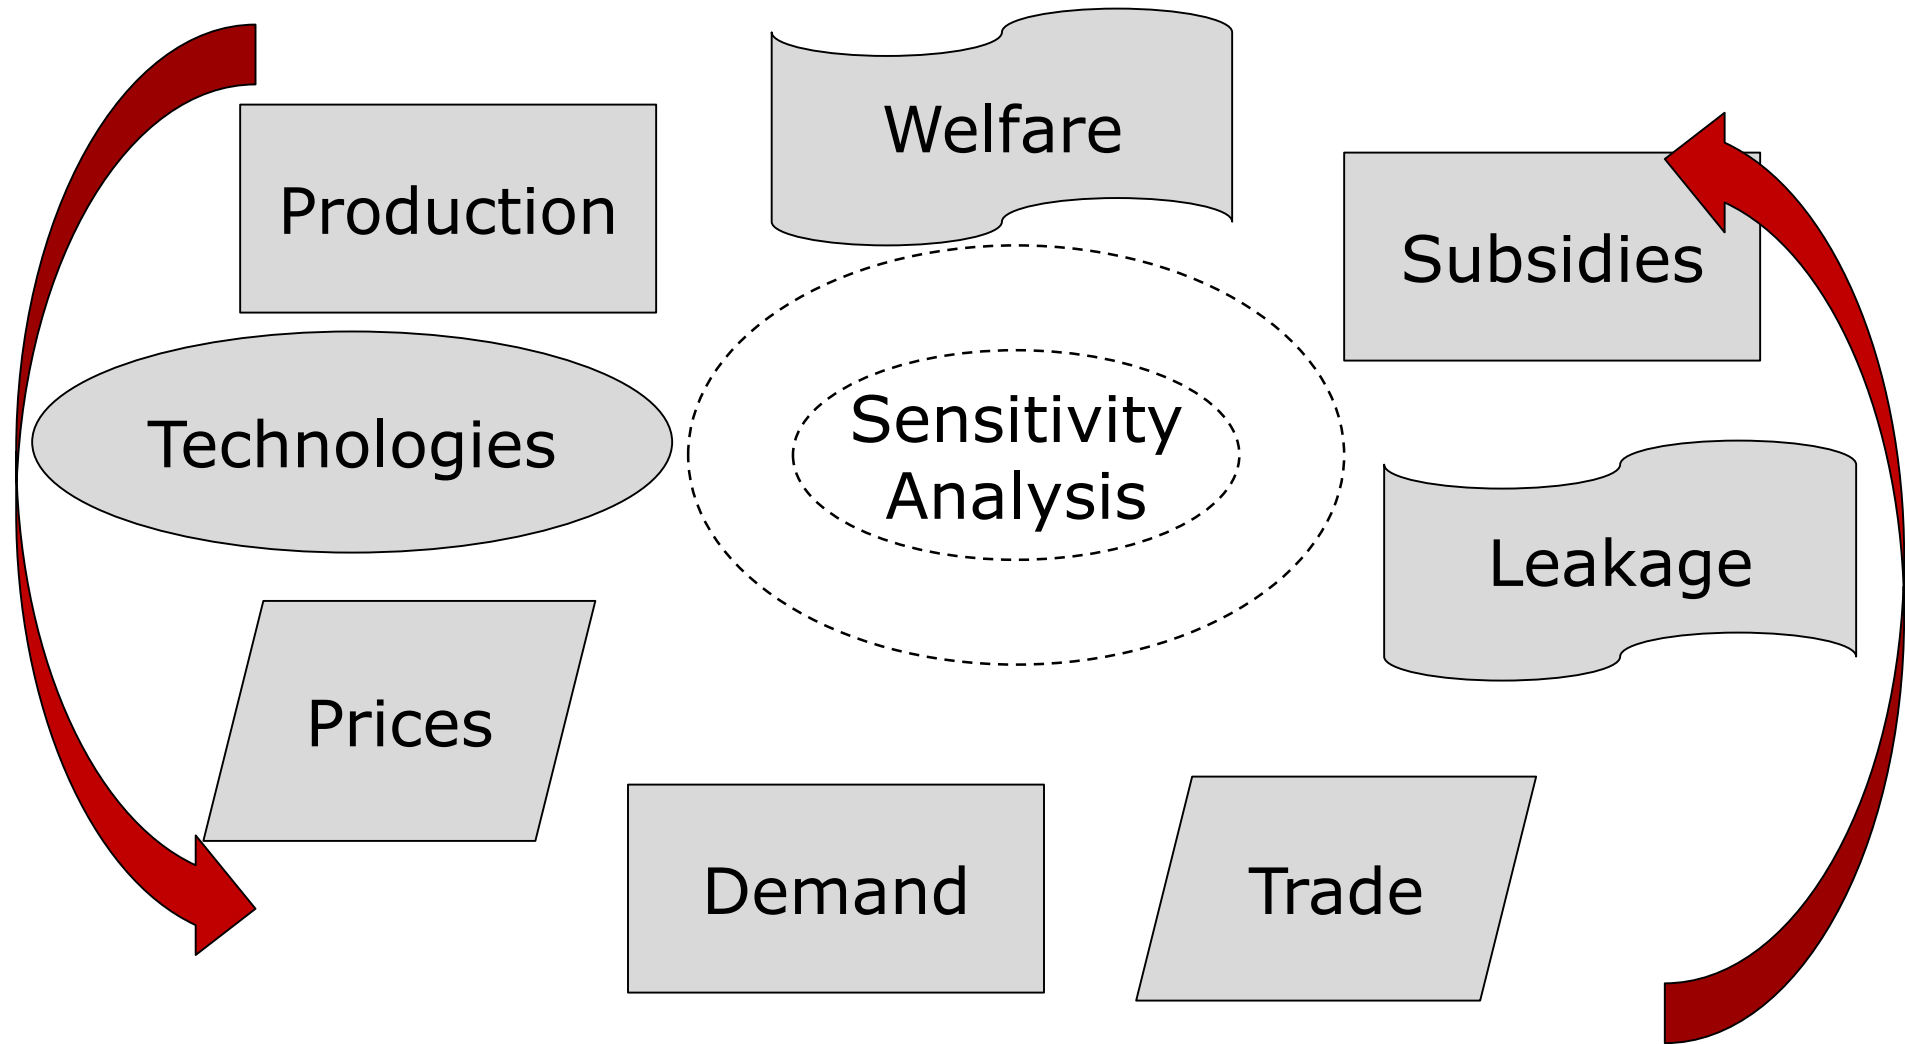 Welfare
Production
Subsidies
Technologies
Sensitivity
Analysis
Leakage
Prices
Demand
Trade